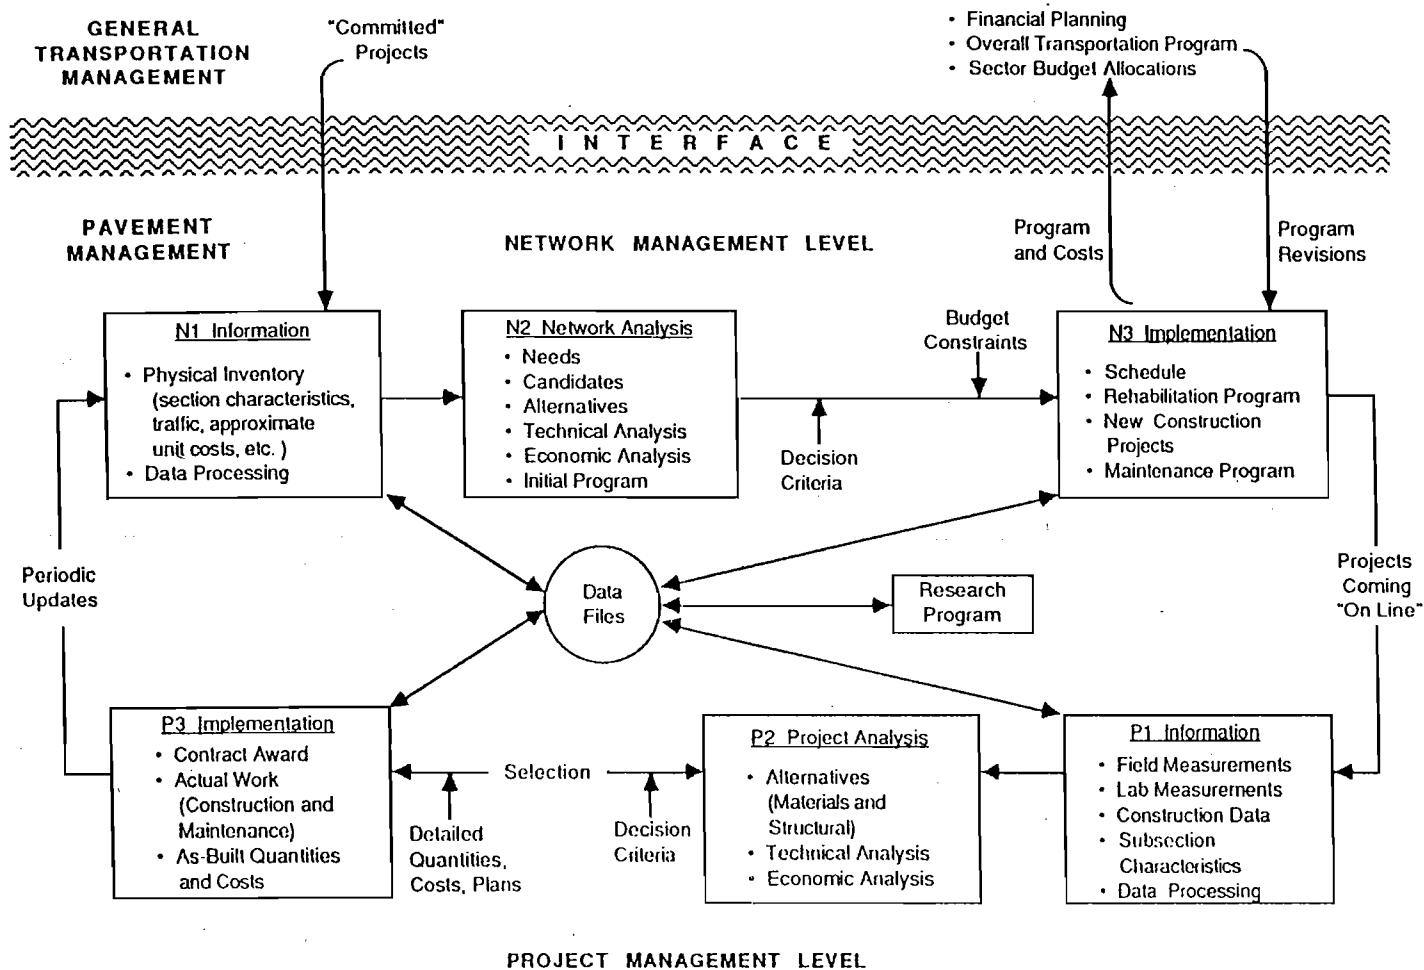 GENERAL
TRANSPORTATION
MANAGEMENT
"Committed"
Projects
• Financial Planning
• Overall Transportation Program
• Sector Budget Allocations
INTERFACE
PAVEMENT
MANAGEMENT
NETWORK MANAGEMENT LEVEL
Program
and Costs
Program
Revisions
N1 Information
• Physical Inventory
(section characteristics,
traffic, approximate
unit costs, etc. )
• Data Processing
N2 Network Analysis
• Needs
• Candidates
• Alternatives
• Technical Analysis
• Economic Analysis
• Initial Program
Budget
Constraints
Decision
Criteria
N3 Implementation
• Schedule
• Rehabilitation Program
• New Construction
Projects
• Maintenance Program
Periodic
Updates
Data
Files
Research
Program
Projects
Coming
"On Line"
P3 Implementation
• Contract Award
• Actual Work
(Construction and
Maintenance)
• As-Built Quantities
and Costs
Selection
Detailed
Quantities,
Costs, Plans
Decision
Criteria
P2 Project Analysis
• Alternatives
(Materials and
Structural)
• Technical Analysis
• Economic Analysis
P1 Information
• Field Measurements
• Lab Measurements
• Construction Data
• Subsection
Characteristics
• Data Processing
PROJECT MANAGEMENT LEVEL